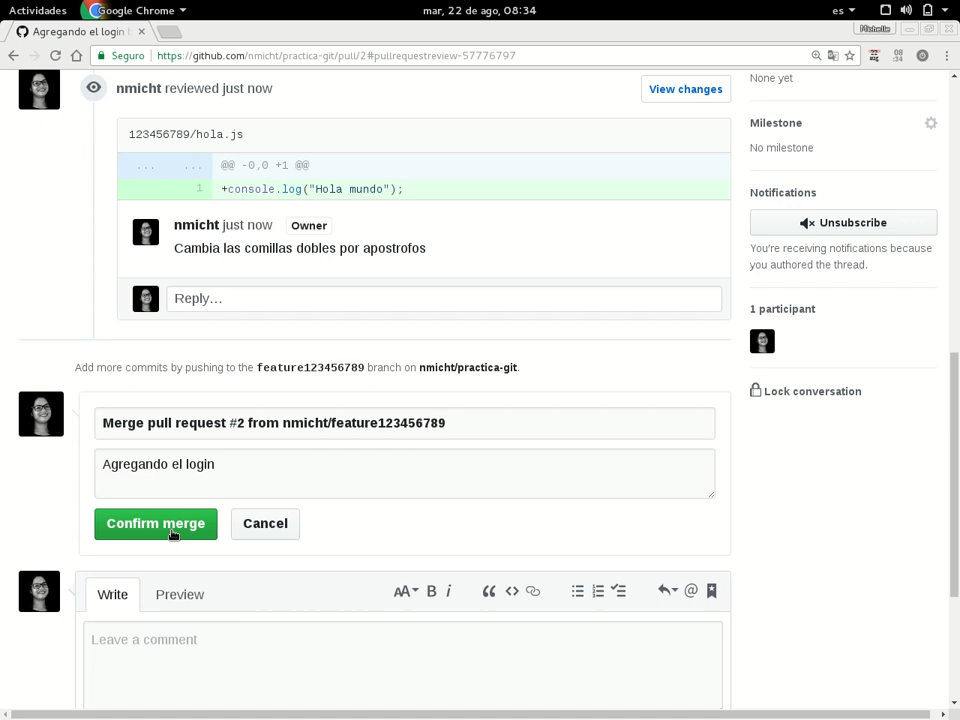 Actividades
Google Chrome
mar, 22 de ago, 08:34
es
Agregando el login
Michelle
Seguro
https://github.com/nmicht/practica-git/pull/2#pullrequestreview-57776797
nmicht reviewed just now
View changes
123456789/hola.js
... ... @@ -0,0 +1 @@
1 +console.log("Hola mundo");
nmicht just now Owner
Cambia las comillas dobles por apostrofos
Reply…
Add more commits by pushing to the feature123456789 branch on nmicht/practica-git.
Merge pull request #2 from nmicht/feature123456789
Agregando el login
Confirm merge
Cancel
Write
Preview
AA B i
@
Leave a comment
None yet
Milestone
No milestone
Notifications
Unsubscribe
You're receiving notifications because
you authored the thread.
1 participant
Lock conversation